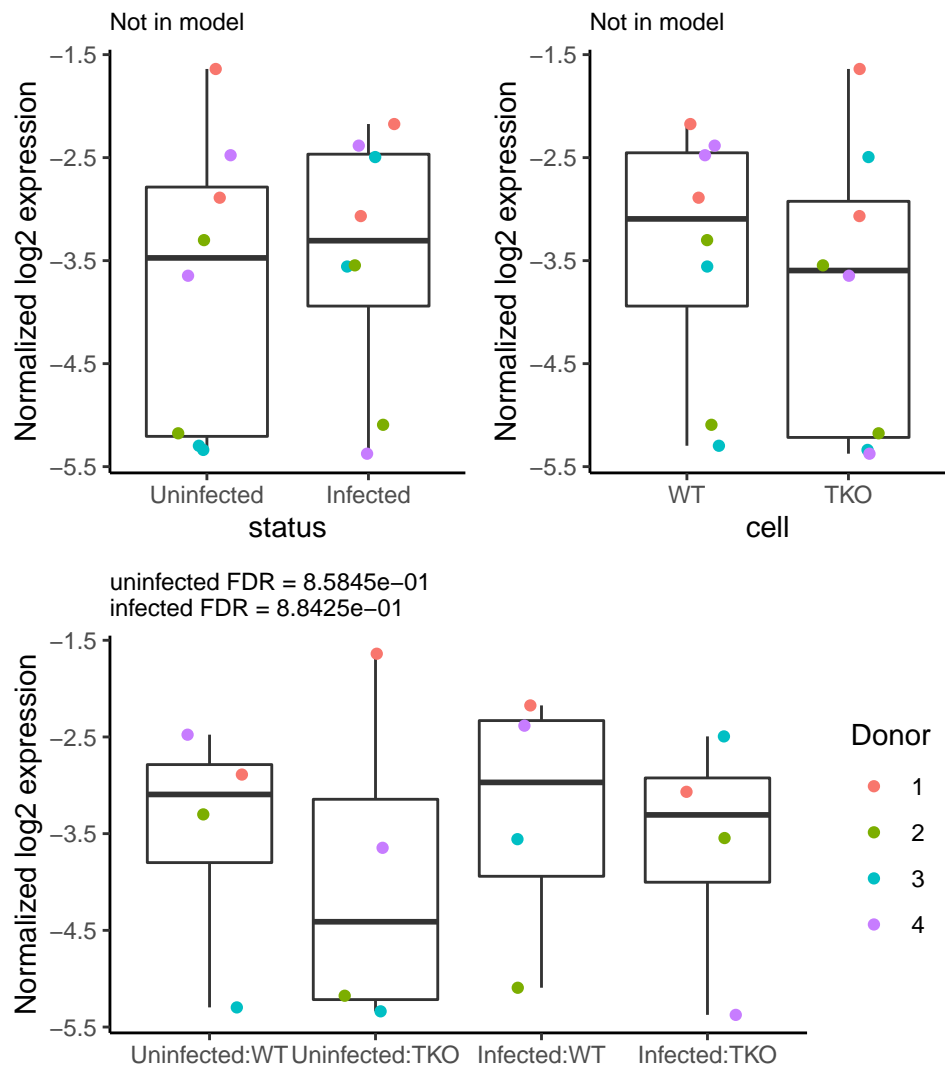 Not in model
Normalized log2 expression
−1.5
−2.5
−3.5
−4.5
−5.5
Uninfected
Infected
status
Not in model
Normalized log2 expression
−1.5
−2.5
−3.5
−4.5
−5.5
WT
TKO
cell
uninfected FDR = 8.5845e−01
infected FDR = 8.8425e−01
Normalized log2 expression
−1.5
−2.5
−3.5
−4.5
−5.5
Uninfected:WT
Uninfected:TKO
Infected:WT
Infected:TKO
Donor
1
2
3
4